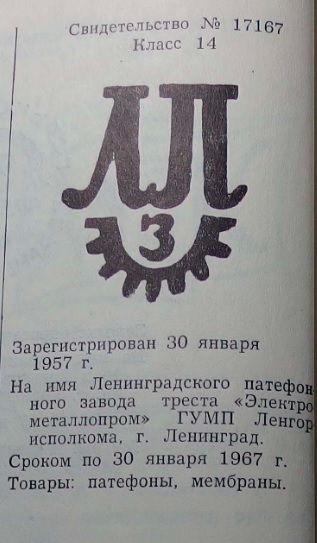 Свидетельство № 17167
Класс 14
ЛП
З
Зарегистрирован 30 января
1957 г.
На имя Ленинградского патефон-
ного завода треста «Электро
металлопром» ГУМП Ленгор
исполкома, г. Ленинград.
Сроком по 30 января 1967 г.
Товары: патефоны, мембраны.